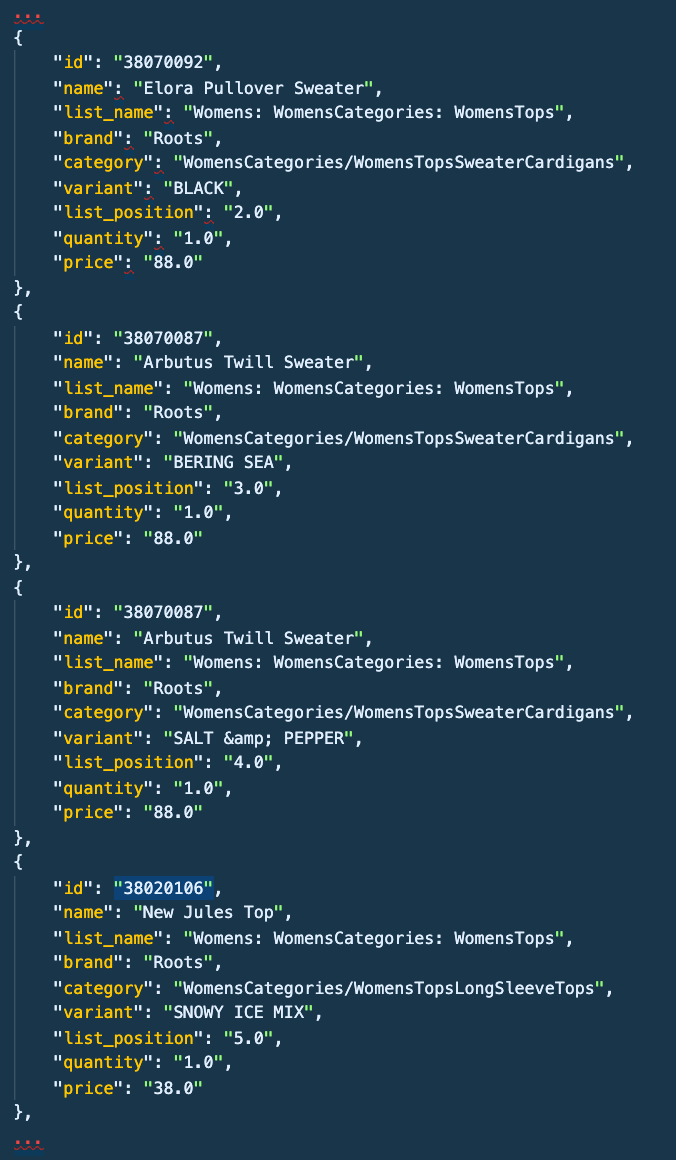 ...
{
    "id": "38070092",
    "name": "Elora Pullover Sweater",
    "list_name": "Womens: WomensCategories: WomensTops",
    "brand": "Roots",
    "category": "WomensCategories/WomensTopsSweaterCardigans",
    "variant": "BLACK",
    "list_position": "2.0",
    "quantity": "1.0",
    "price": "88.0"
},
{
    "id": "38070087",
    "name": "Arbutus Twill Sweater",
    "list_name": "Womens: WomensCategories: WomensTops",
    "brand": "Roots",
    "category": "WomensCategories/WomensTopsSweaterCardigans",
    "variant": "BERING SEA",
    "list_position": "3.0",
    "quantity": "1.0",
    "price": "88.0"
},
{
    "id": "38070087",
    "name": "Arbutus Twill Sweater",
    "list_name": "Womens: WomensCategories: WomensTops",
    "brand": "Roots",
    "category": "WomensCategories/WomensTopsSweaterCardigans",
    "variant": "SALT &amp; PEPPER",
    "list_position": "4.0",
    "quantity": "1.0",
    "price": "88.0"
},
{
    "id": "38020106",
    "name": "New Jules Top",
    "list_name": "Womens: WomensCategories: WomensTops",
    "brand": "Roots",
    "category": "WomensCategories/WomensTopsLongSleeveTops",
    "variant": "SNOWY ICE MIX",
    "list_position": "5.0",
    "quantity": "1.0",
    "price": "38.0"
},
...